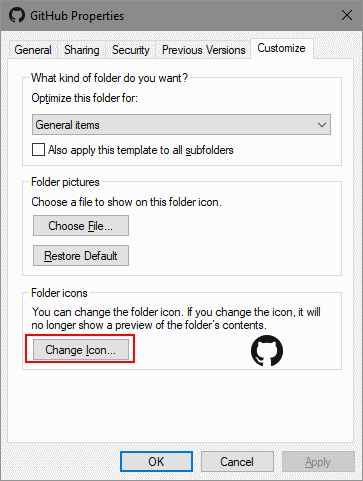 GitHub Properties
General Sharing Security Previous Versions Customize
What kind of folder do you want?
Optimize this folder for:
General items
Also apply this template to all subfolders
Folder pictures
Choose a file to show on this folder icon.
Choose File...
Restore Default
Folder icons
You can change the folder icon. If you change the icon, it will
no longer show a preview of the folder's contents.
Change Icon...
OK Cancel Apply